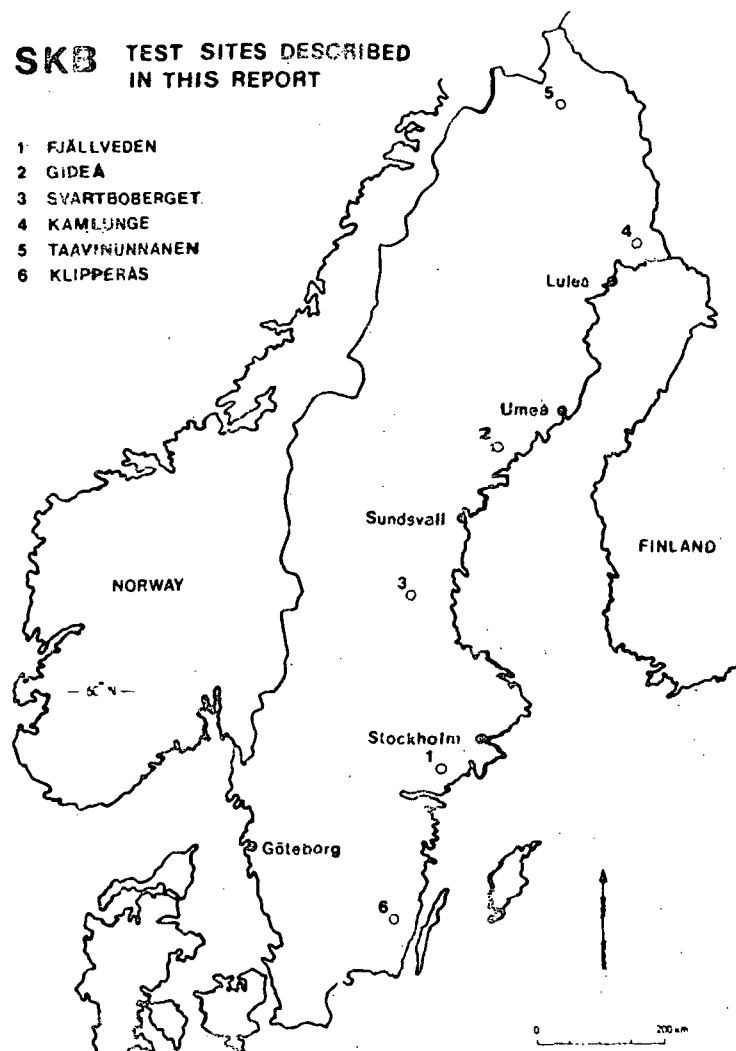 SKB TEST SITES DESCRIBED
IN THIS REPORT
1 FJÄLLVEDEN
2 GIDEÅ
3 SVARTBOBERGET.
4 KAMLUNGE
5 TAAVINUNNANEN
6 KLIPPERÅS
5
4
Luleå
Umeå
2
Sundsvall
FINLAND
3
NORWAY
— 60° N —
Stockholm
1
Göteborg
6
0 200 km